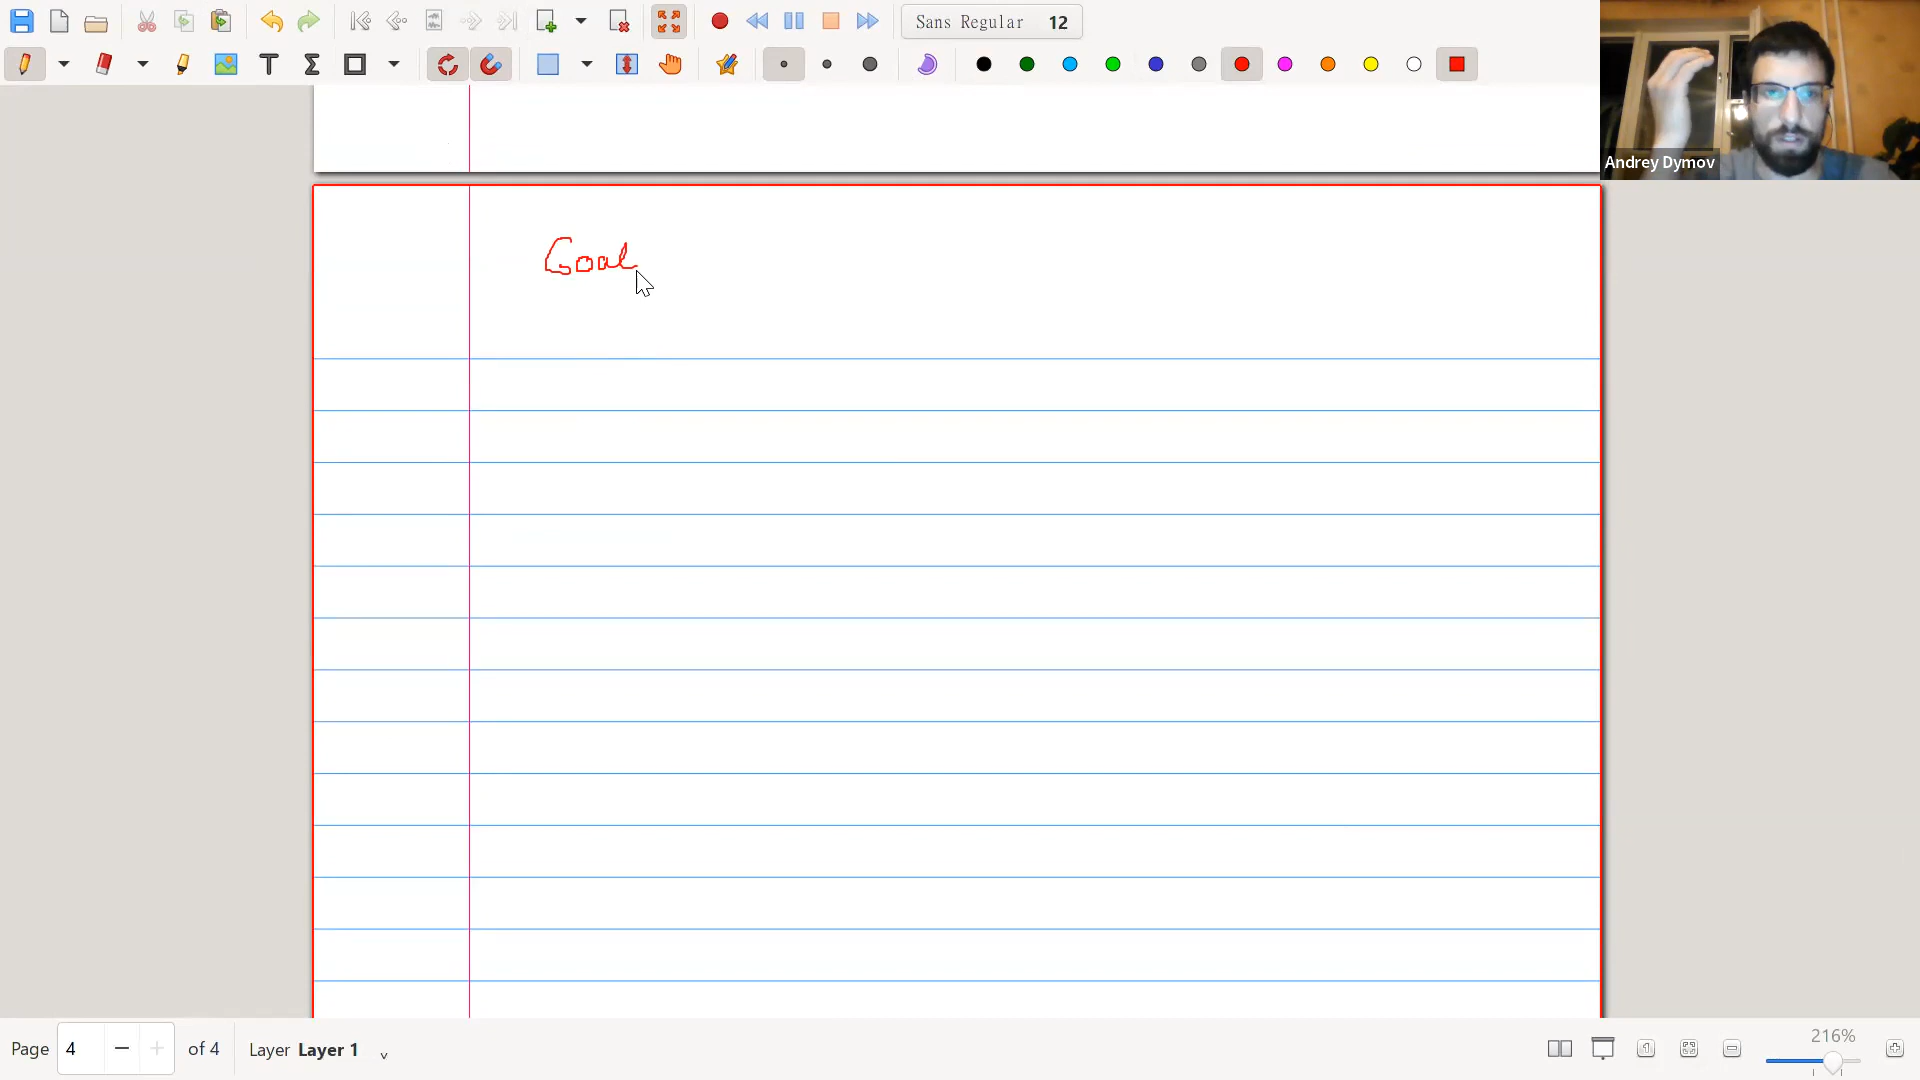 Sans Regular 12
Andrey Dymov
Goal
Page 4 of 4 Layer Layer 1
216%